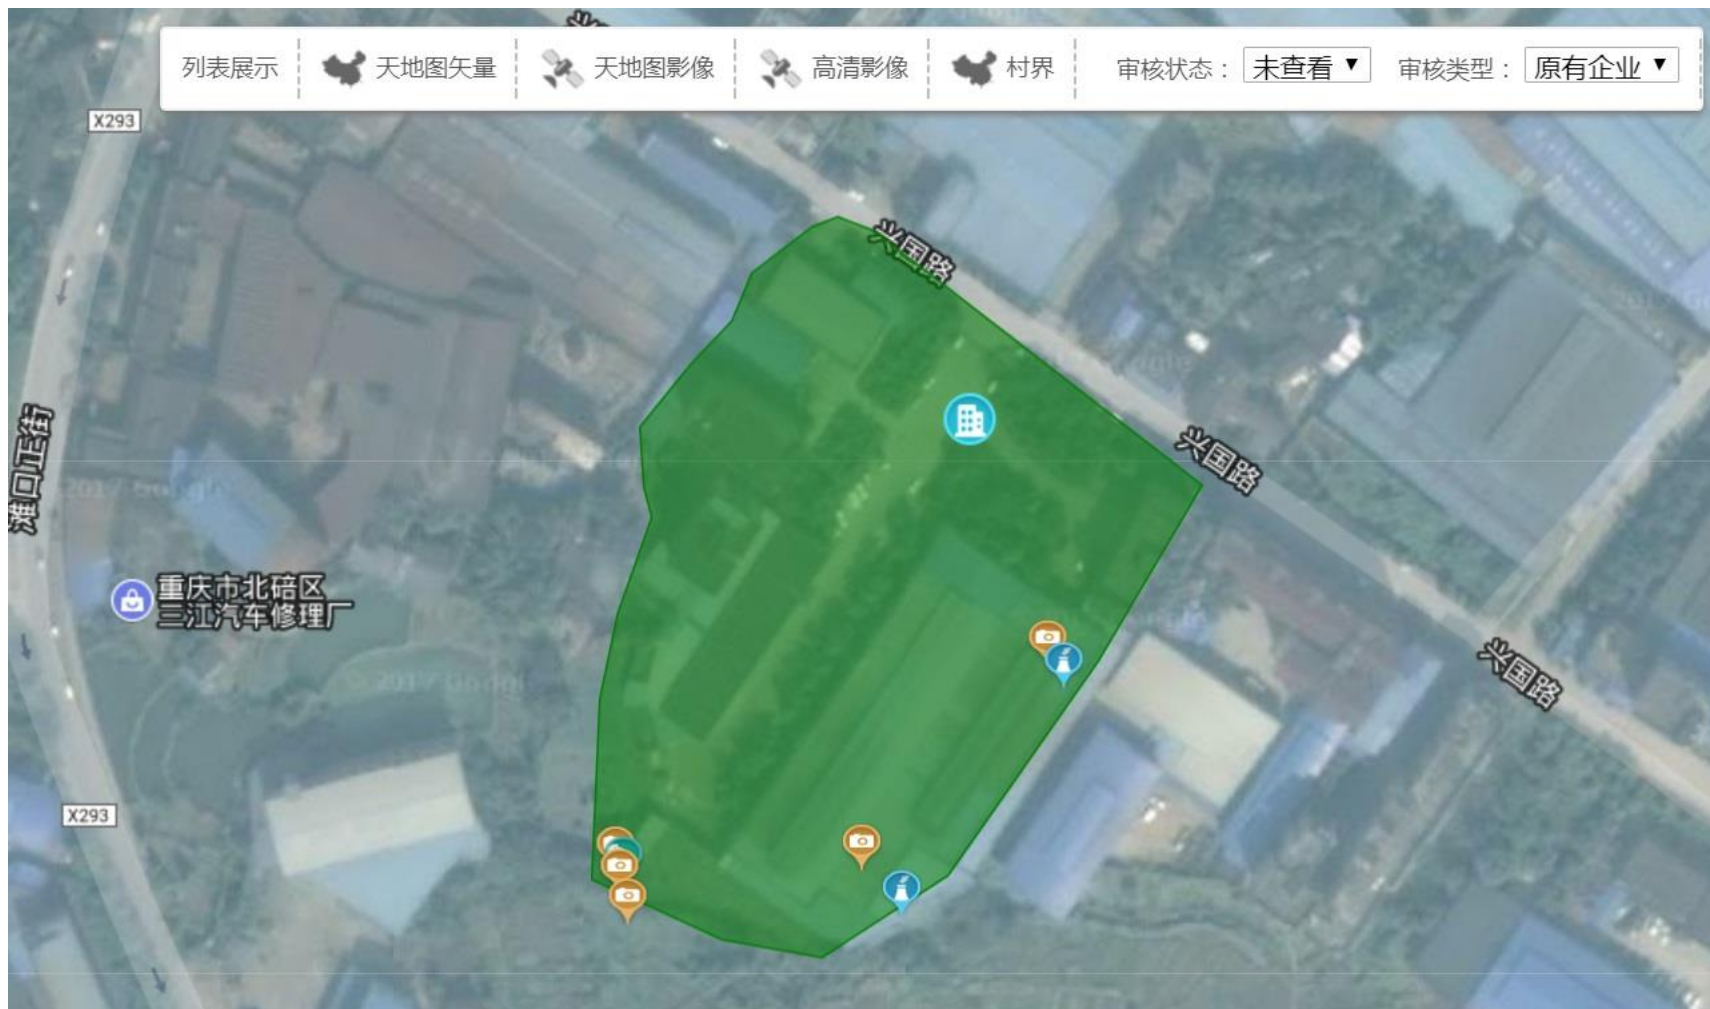 列表展示 天地图矢量 天地图影像 高清影像 村界 审核状态： 未查看 ▼ 审核类型： 原有企业 ▼
X293
兴国路
兴国路
滩口正街
重庆市北碚区
三江汽车修理厂
兴国路
X293